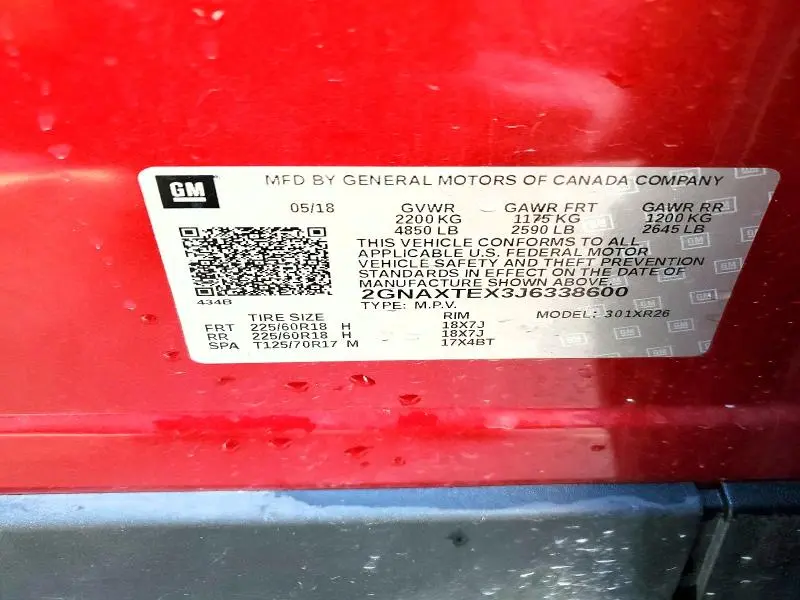 GM MFD BY GENERAL MOTORS OF CANADA COMPANY
05/18 GVWR GAWR FRT GAWR RR
2200 KG 1175 KG 1200 KG
4850 LB 2590 LB 2645 LB
THIS VEHICLE CONFORMS TO ALL
APPLICABLE U.S. FEDERAL MOTOR
VEHICLE SAFETY AND THEFT PREVENTION
STANDARDS IN EFFECT ON THE DATE OF
MANUFACTURE SHOWN ABOVE.
434B 2GNAXTEX3J6338600
TYPE: M.P.V. MODEL: 301XR26
TIRE SIZE RIM
FRT 225/60R18 H 18X7J
RR 225/60R18 H 18X7J
SPA T125/70R17 M 17X4BT